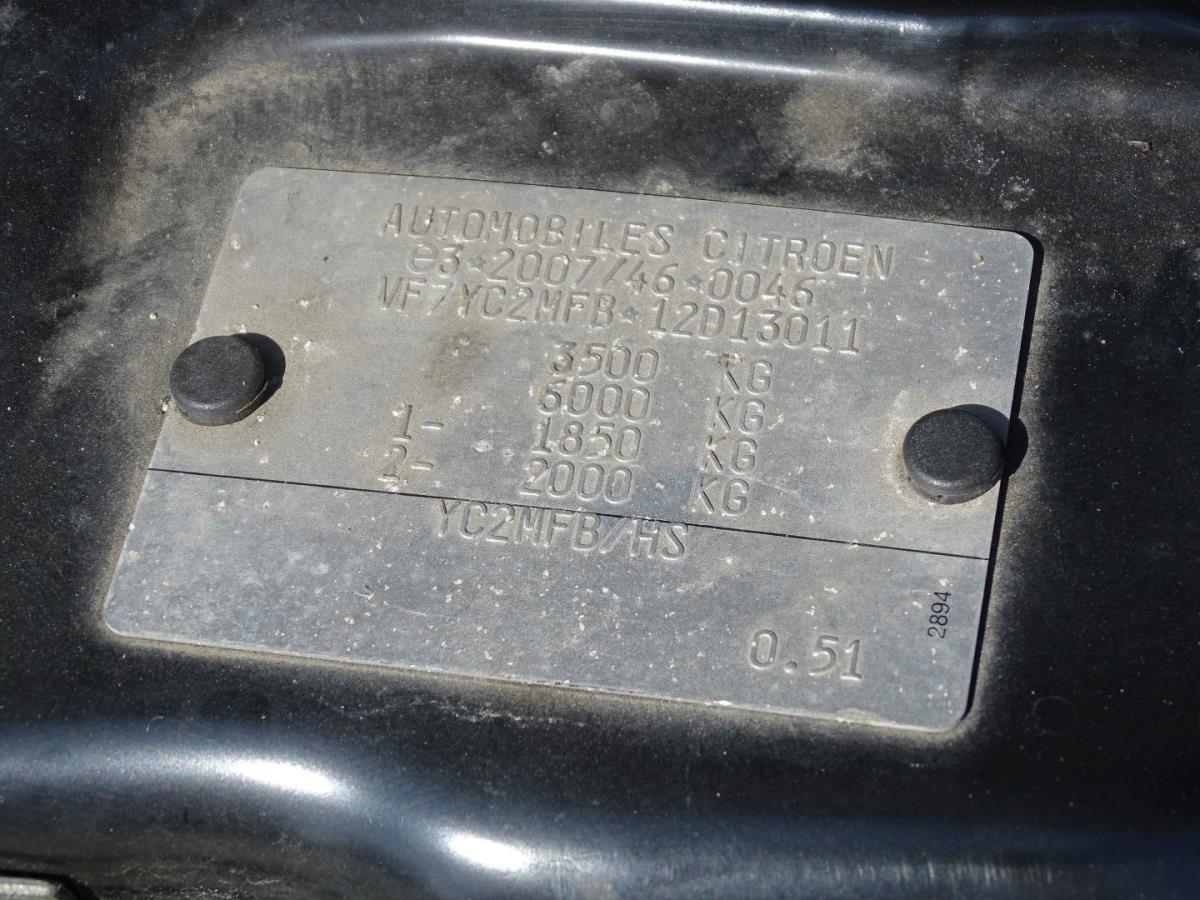 AUTOMOBILES CITROEN
e3*2007/46*0046
VF7YC2MFB*12D13011
3500 KG
6000 KG
1- 1850 KG
2- 2000 KG
YC2MFB/HS
0.51
2894